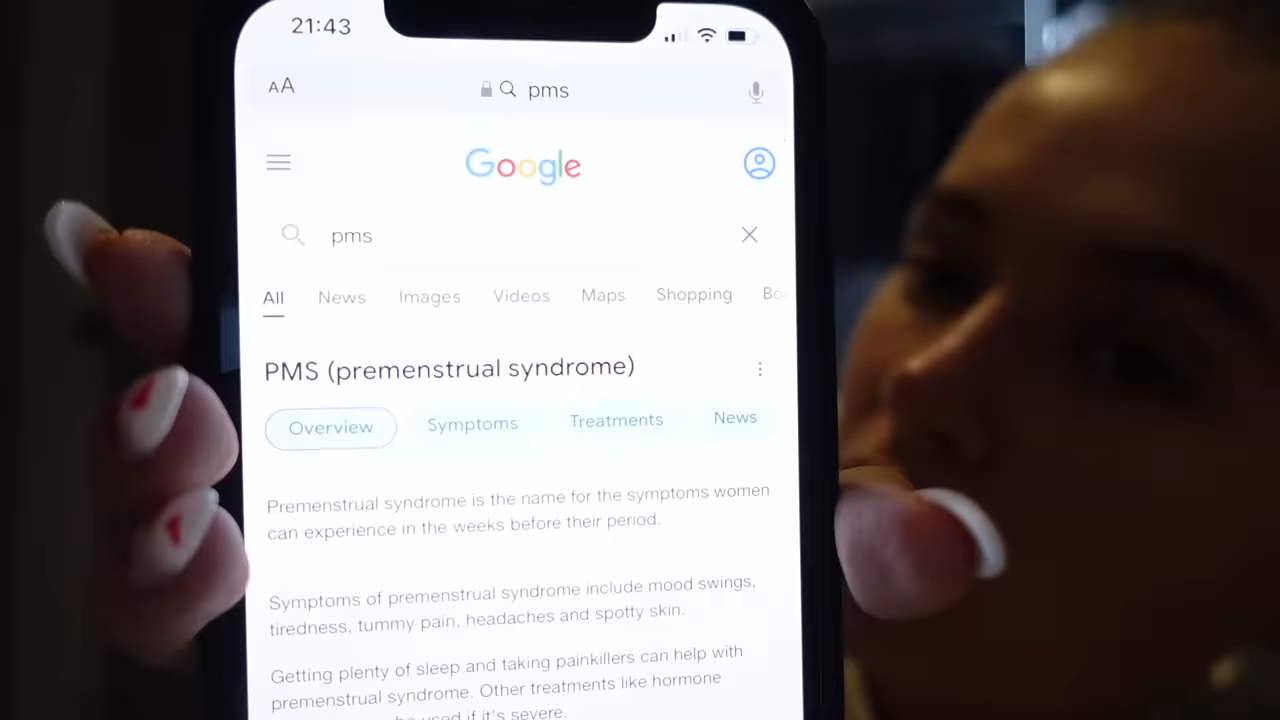 21:43
AA pms
Google
pms
All News Images Videos Maps Shopping
PMS (premenstrual syndrome)
Overview Symptoms Treatments News
Premenstrual syndrome is the name for the symptoms women
can experience in the weeks before their period.
Symptoms of premenstrual syndrome include mood swings,
tiredness, tummy pain, headaches and spotty skin.
Getting plenty of sleep and taking painkillers can help with
premenstrual syndrome. Other treatments like hormone
be used if it's severe.